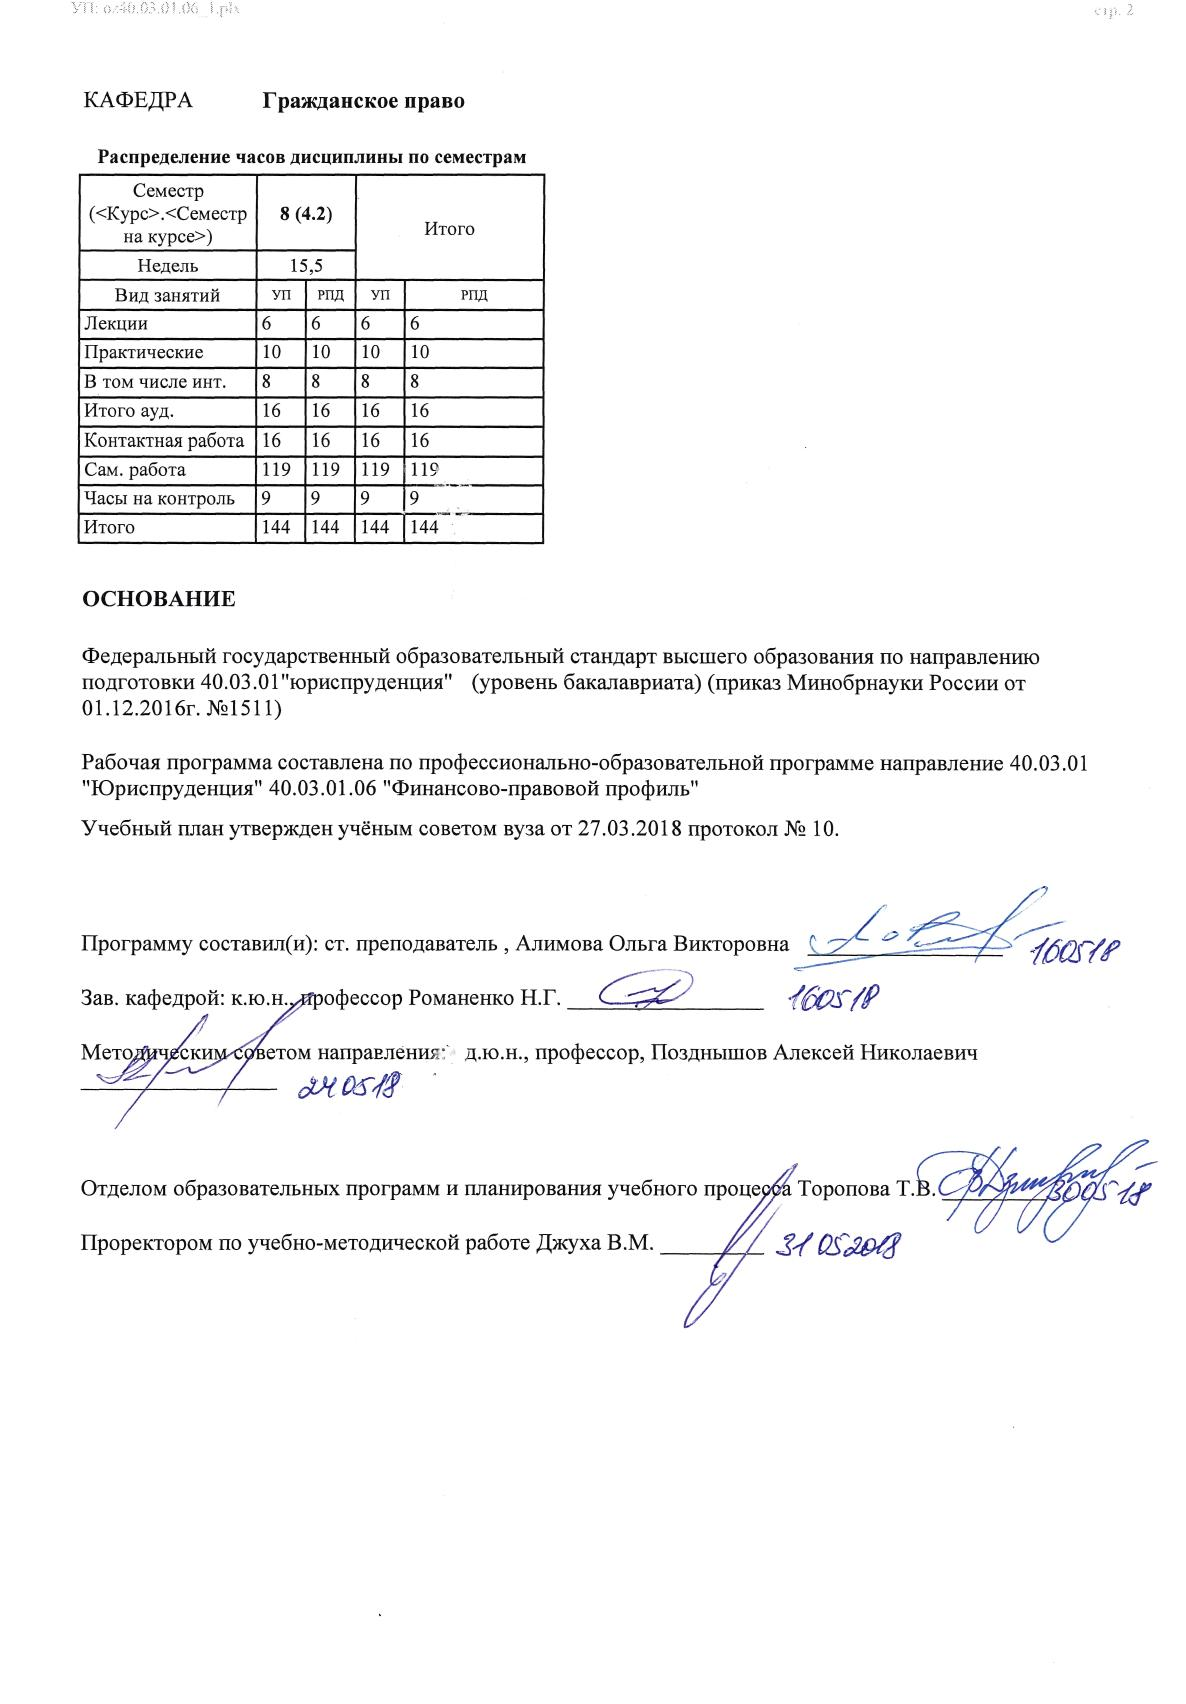 УП: oz40.03.01.06_1.plx стр. 2
КАФЕДРА Гражданское право
Распределение часов дисциплины по семестрам
Семестр
(<Курс>.<Семестр
на курсе>)
8 (4.2)
Итого
Недель 15,5
Вид занятий УП РПД УП РПД
Лекции 6 6 6 6
Практические 10 10 10 10
В том числе инт. 8 8 8 8
Итого ауд. 16 16 16 16
Контактная работа 16 16 16 16
Сам. работа 119 119 119 119
Часы на контроль 9 9 9 9
Итого 144 144 144 144
ОСНОВАНИЕ
Федеральный государственный образовательный стандарт высшего образования по направлению
подготовки 40.03.01"юриспруденция" (уровень бакалавриата) (приказ Минобрнауки России от
01.12.2016г. №1511)
Рабочая программа составлена по профессионально-образовательной программе направление 40.03.01
"Юриспруденция" 40.03.01.06 "Финансово-правовой профиль"
Учебный план утвержден учёным советом вуза от 27.03.2018 протокол № 10.
Программу составил(и): ст. преподаватель , Алимова Ольга Викторовна 160518
Зав. кафедрой: к.ю.н., профессор Романенко Н.Г. 160518
Методическим советом направления: д.ю.н., профессор, Позднышов Алексей Николаевич
240518
Отделом образовательных программ и планирования учебного процесса Торопова Т.В. 300518
Проректором по учебно-методической работе Джуха В.М. 31 052018